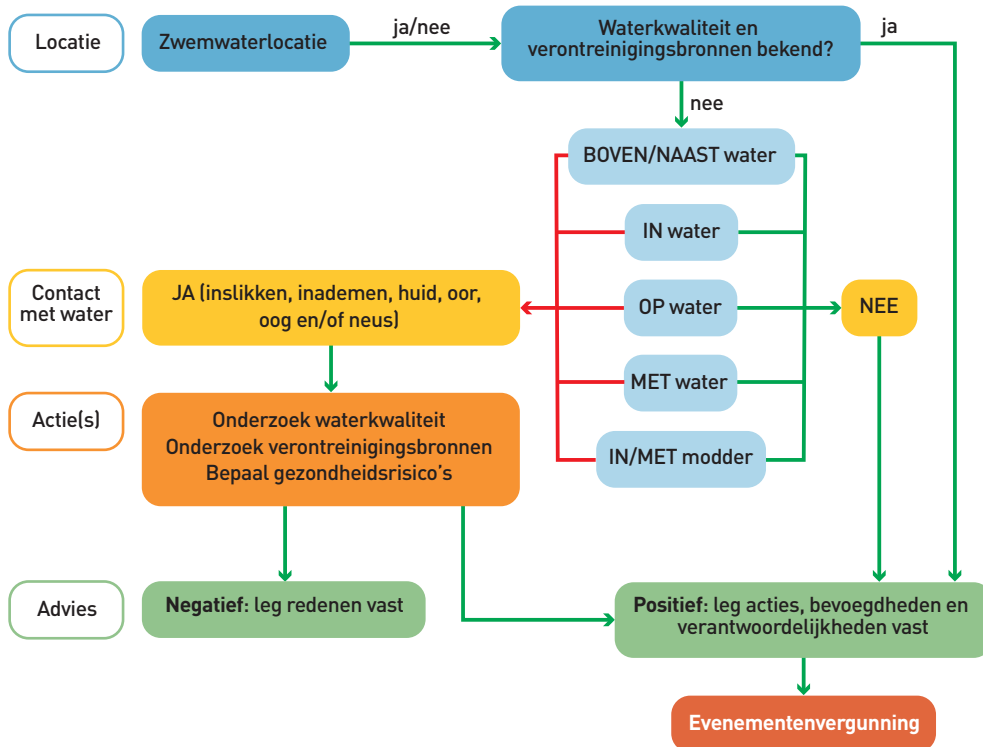 Locatie
Zwemwaterlocatie
ja/nee
Waterkwaliteit en
verontreinigingsbronnen bekend?
ja
nee
BOVEN/NAAST water
IN water
Contact
met water
JA (inslikken, inademen, huid, oor,
oog en/of neus)
OP water
NEE
MET water
Actie(s)
Onderzoek waterkwaliteit
Onderzoek verontreinigingsbronnen
Bepaal gezondheidsrisico's
IN/MET modder
Advies
Negatief: leg redenen vast
Positief: leg acties, bevoegdheden en
verantwoordelijkheden vast
Evenementenvergunning